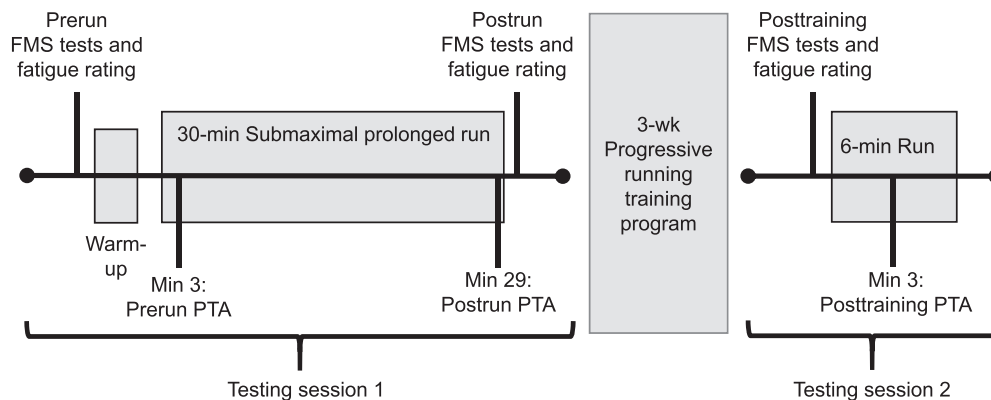 Prerun
FMS tests and
fatigue rating
Postrun
FMS tests and
fatigue rating
30-min Submaximal prolonged run
Warm-
up
Min 3:
Prerun PTA
Min 29:
Postrun PTA
Testing session 1
3-wk
Progressive
running
training
program
Posttraining
FMS tests and
fatigue rating
6-min Run
Min 3:
Posttraining PTA
Testing session 2